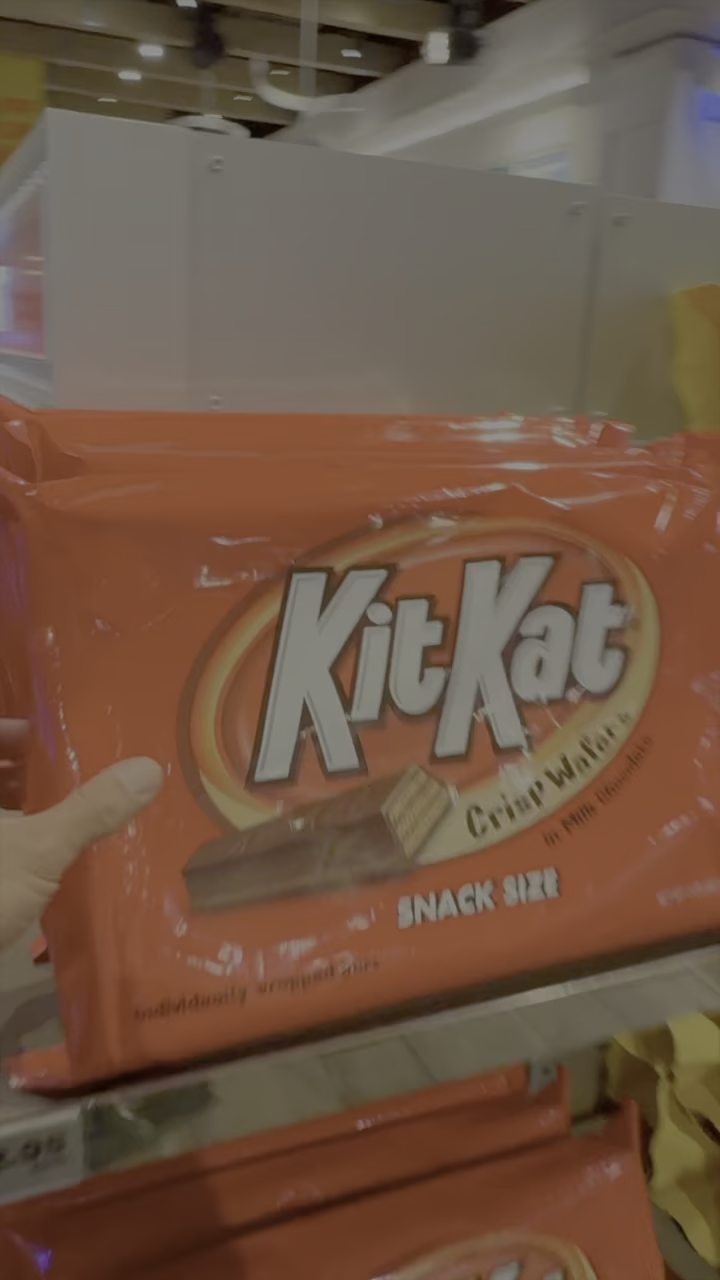 KitKat
Crisp Wafers
in Milk Chocolate
SNACK SIZE
Individually wrapped bars